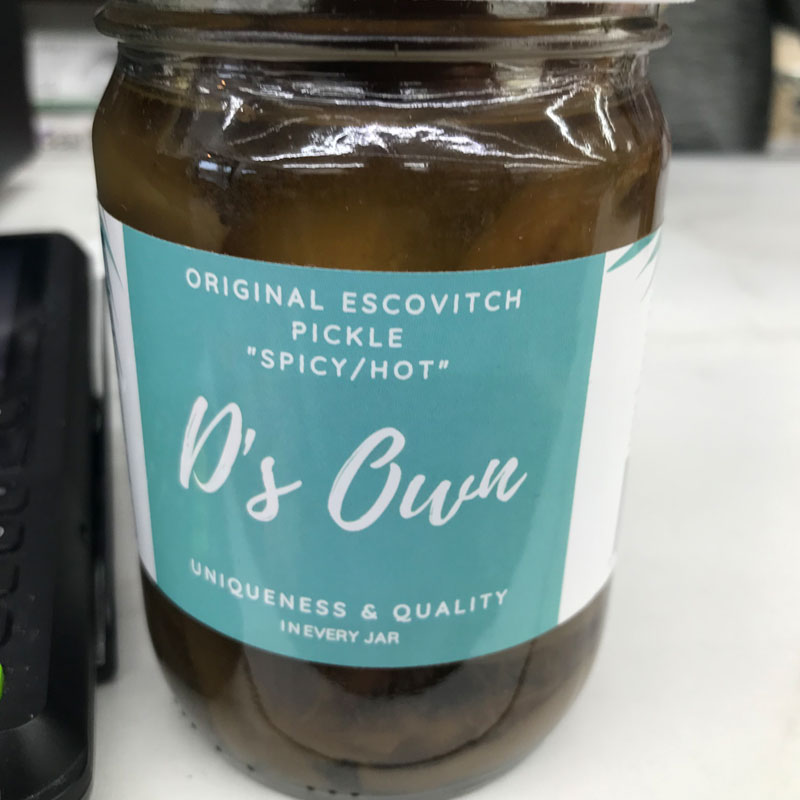 ORIGINAL ESCOVITCH
PICKLE
"SPICY/HOT"
D's Own
UNIQUENESS & QUALITY
IN EVERY JAR